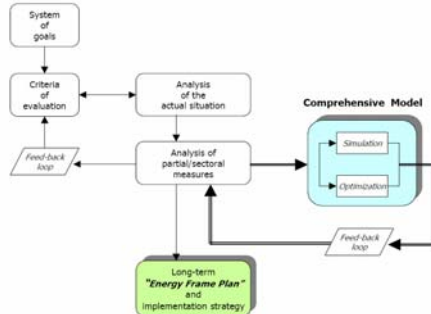 System
of
goals
Criteria
of
evaluation
Analysis
of the
actual situation
Comprehensive Model
Simulation
Optimization
Feed-back
loop
Analysis of
partial/sectoral
measures
Feed-back
loop
Long-term
"Energy Frame Plan"
and
implementation strategy